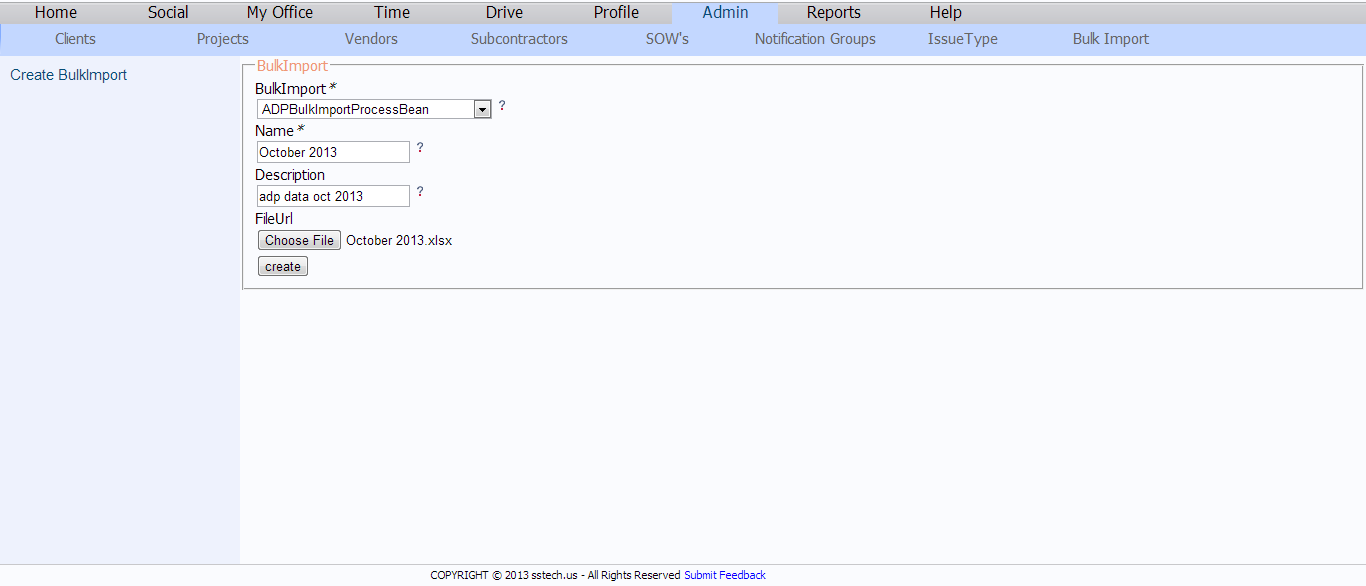 Home Social My Office Time Drive Profile Admin Reports Help
Clients Projects Vendors Subcontractors SOW's Notification Groups IssueType Bulk Import
Create BulkImport
BulkImport
BulkImport *
ADPBulkImportProcessBean ?
Name *
October 2013 ?
Description
adp data oct 2013 ?
FileUrl
Choose File October 2013.xlsx
create
COPYRIGHT © 2013 sstech.us - All Rights Reserved Submit Feedback